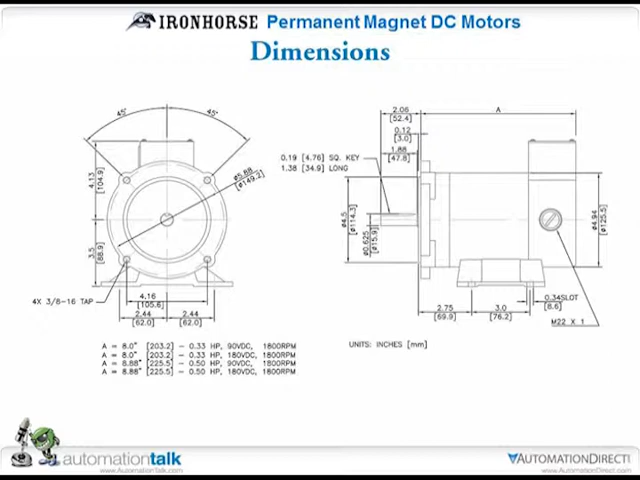 IRONHORSE Permanent Magnet DC Motors
Dimensions
45°
45°
4.13
[104.9]
3.5
[88.9]
ø5.88
[ø149.2]
4X 3/8-16 TAP
4.16
[105.6]
2.44
[62.0]
2.44
[62.0]
2.06
[52.4]
A
0.12
[3.0]
1.88
[47.8]
0.19 [4.76] SQ. KEY
1.38 [34.9] LONG
ø4.5
[ø114.3]
ø0.625
[ø15.9]
ø4.94
[ø125.5]
2.75
[69.9]
3.0
[76.2]
0.34SLOT
[8.6]
M22 X 1
A = 8.0" [203.2] – 0.33 HP, 90VDC, 1800RPM
A = 8.0" [203.2] – 0.33 HP, 180VDC, 1800RPM
A = 8.88" [225.5] – 0.50 HP, 90VDC, 1800RPM
A = 8.88" [225.5] – 0.50 HP, 180VDC, 1800RPM
UNITS: INCHES [mm]
automationtalk
www.AutomationDirect.com
AUTOMATIONDIRECT
www.AutomationDirect.com